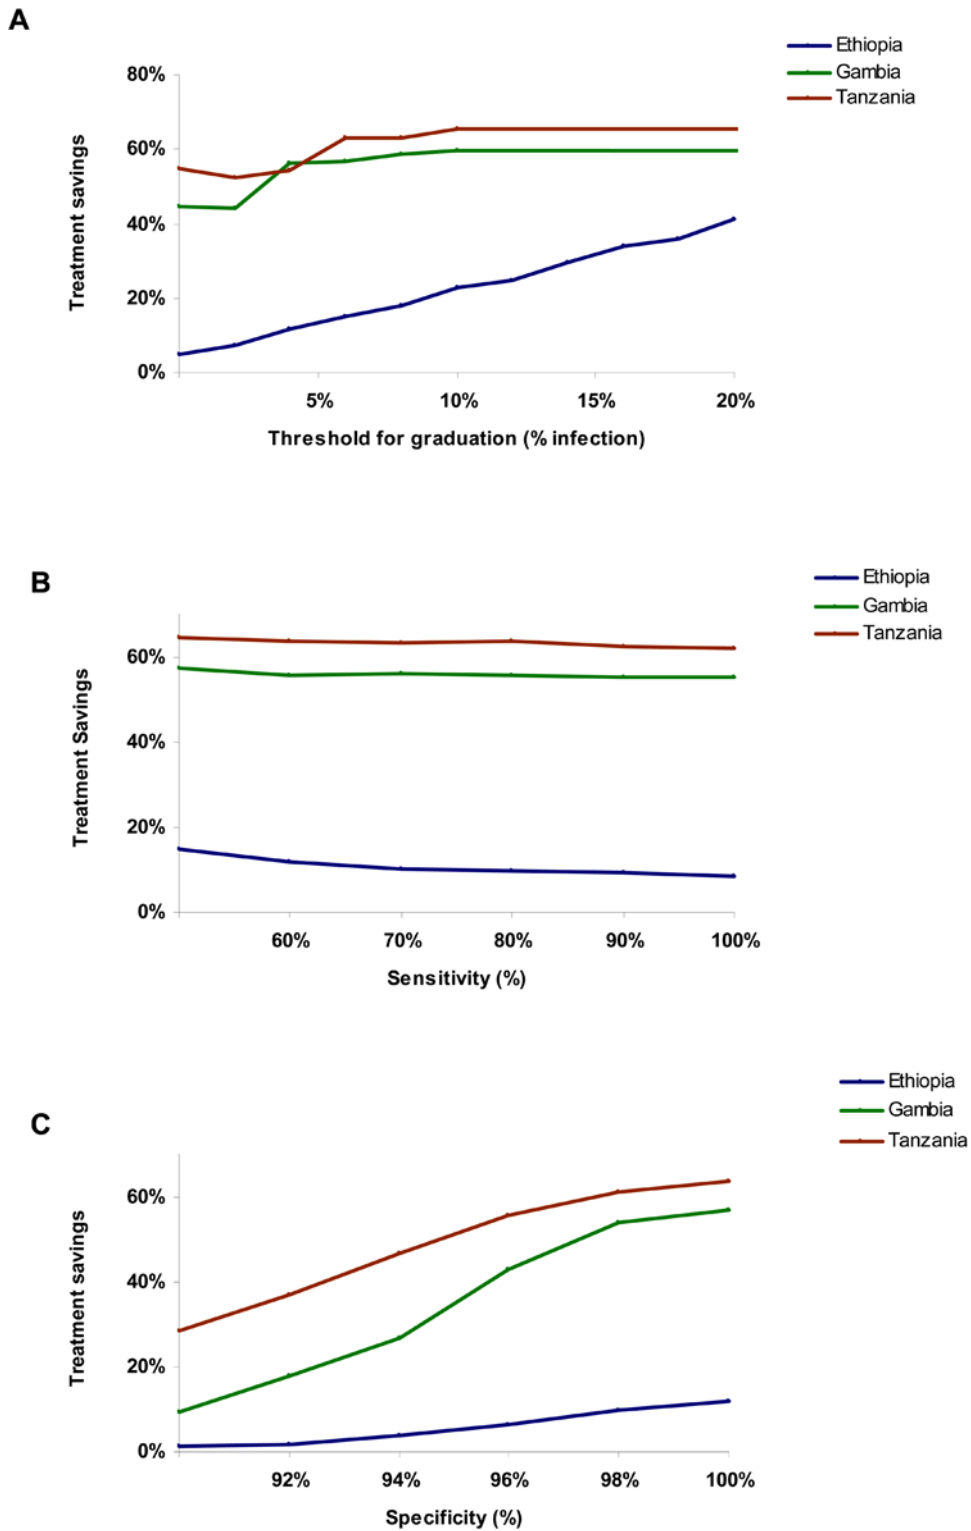 A
Ethiopia
Gambia
Tanzania
80%
60%
40%
20%
0%
Treatment savings
5%
10%
15%
20%
Threshold for graduation (% infection)
B
Ethiopia
Gambia
Tanzania
60%
40%
20%
0%
Treatment Savings
60%
70%
80%
90%
100%
Sensitivity (%)
C
Ethiopia
Gambia
Tanzania
60%
40%
20%
0%
Treatment savings
92%
94%
96%
98%
100%
Specificity (%)